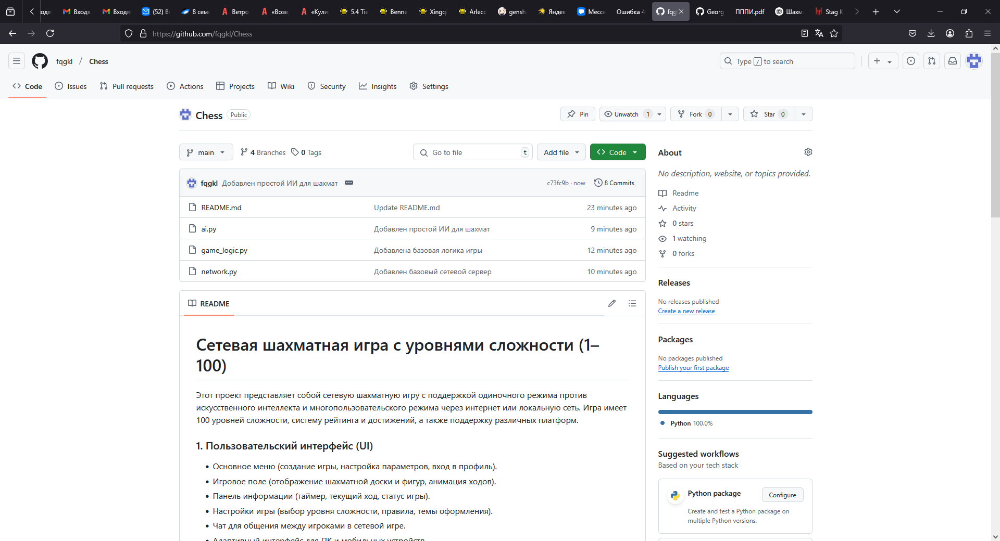 одя
Входя
Входя
(52) В
8 сем
Ветро
«Возв
«Кули
5.4 Tie
Benne
Xingqi
Arlecc
gensh
Яндек
Мессе
Ошибка 4
fqg
Georg
ПППИ.pdf
Шахм
Stag K
https://github.com/fqgkl/Chess
fqgkl / Chess
Type / to search
Code Issues Pull requests Actions Projects Wiki Security Insights Settings
Chess Public
Pin Unwatch 1 Fork 0 Star 0
main 4 Branches 0 Tags
Go to file t Add file Code
fqgkl Добавлен простой ИИ для шахмат c73fc9b · now 8 Commits
README.md Update README.md 23 minutes ago
ai.py Добавлен простой ИИ для шахмат 9 minutes ago
game_logic.py Добавлена базовая логика игры 12 minutes ago
network.py Добавлен базовый сетевой сервер 10 minutes ago
README
Сетевая шахматная игра с уровнями сложности (1–
100)
Этот проект представляет собой сетевую шахматную игру с поддержкой одиночного режима против
искусственного интеллекта и многопользовательского режима через интернет или локальную сеть. Игра имеет
100 уровней сложности, систему рейтинга и достижений, а также поддержку различных платформ.
1. Пользовательский интерфейс (UI)
• Основное меню (создание игры, настройка параметров, вход в профиль).
• Игровое поле (отображение шахматной доски и фигур, анимация ходов).
• Панель информации (таймер, текущий ход, статус игры).
• Настройки игры (выбор уровня сложности, правила, темы оформления).
• Чат для общения между игроками в сетевой игре.
• Адаптивный интерфейс для ПК и мобильных устройств.
About
No description, website, or topics provided.
Readme
Activity
0 stars
1 watching
0 forks
Releases
No releases published
Create a new release
Packages
No packages published
Publish your first package
Languages
Python 100.0%
Suggested workflows
Based on your tech stack
Python package Configure
Create and test a Python package on
multiple Python versions.